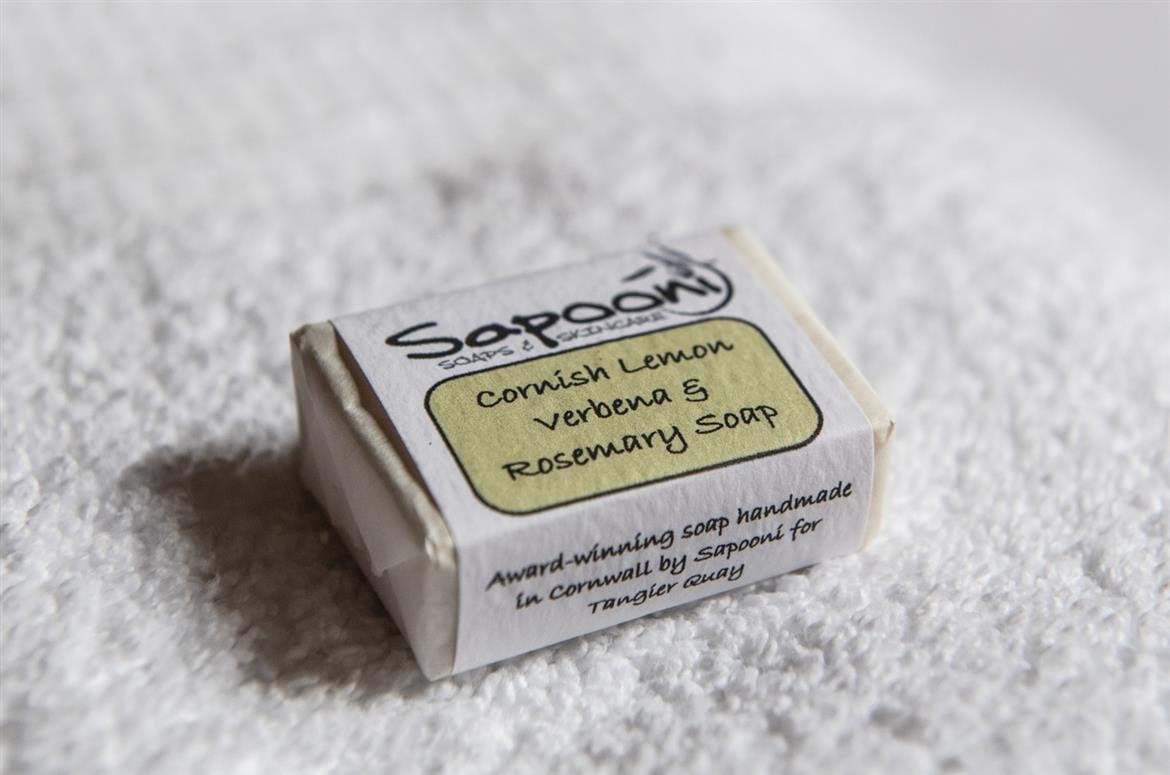 Sapooni
SOAPS & SKINCARE
Cornish Lemon
Verbena &
Rosemary Soap
Award-winning soap handmade
in Cornwall by Sapooni for
Tangier Quay